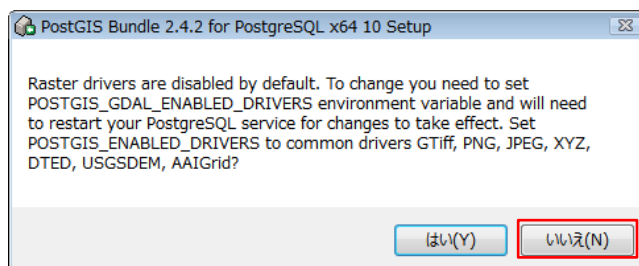 PostGIS Bundle 2.4.2 for PostgreSQL x64 10 Setup
Raster drivers are disabled by default. To change you need to set
POSTGIS_GDAL_ENABLED_DRIVERS environment variable and will need
to restart your PostgreSQL service for changes to take effect. Set
POSTGIS_ENABLED_DRIVERS to common drivers GTiff, PNG, JPEG, XYZ,
DTED, USGSDEM, AAIGrid?
はい(Y) いいえ(N)